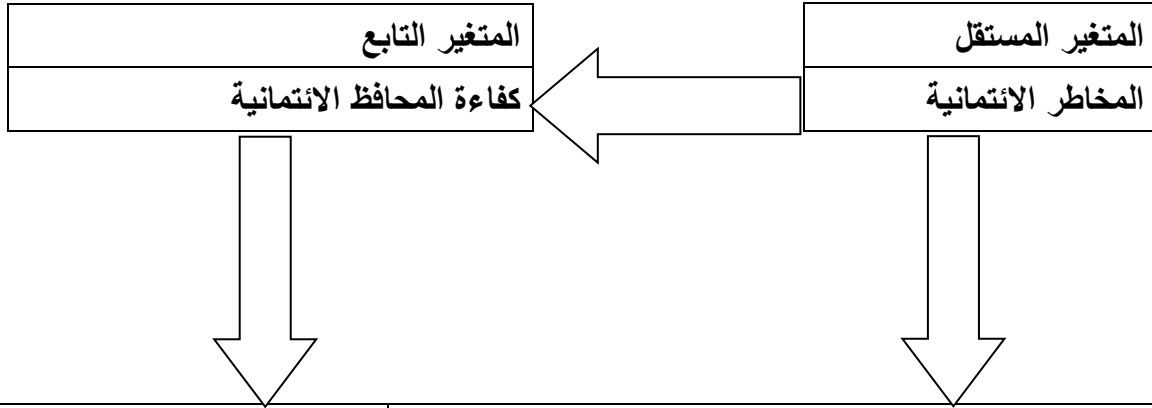 المتغير المستقل
المخاطر الائتمانية
المتغير التابع
كفاءة المحافظ الائتمانية